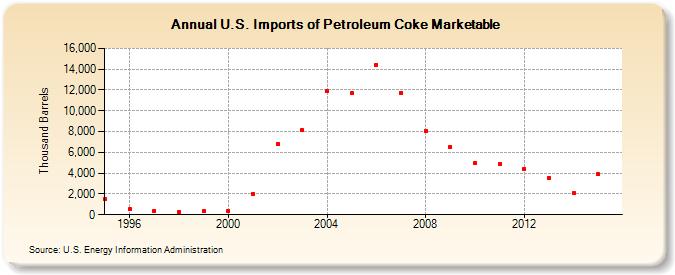 Annual U.S. Imports of Petroleum Coke Marketable
Thousand Barrels
16,000
14,000
12,000
10,000
8,000
6,000
4,000
2,000
0
1996 2000 2004 2008 2012
Source: U.S. Energy Information Administration